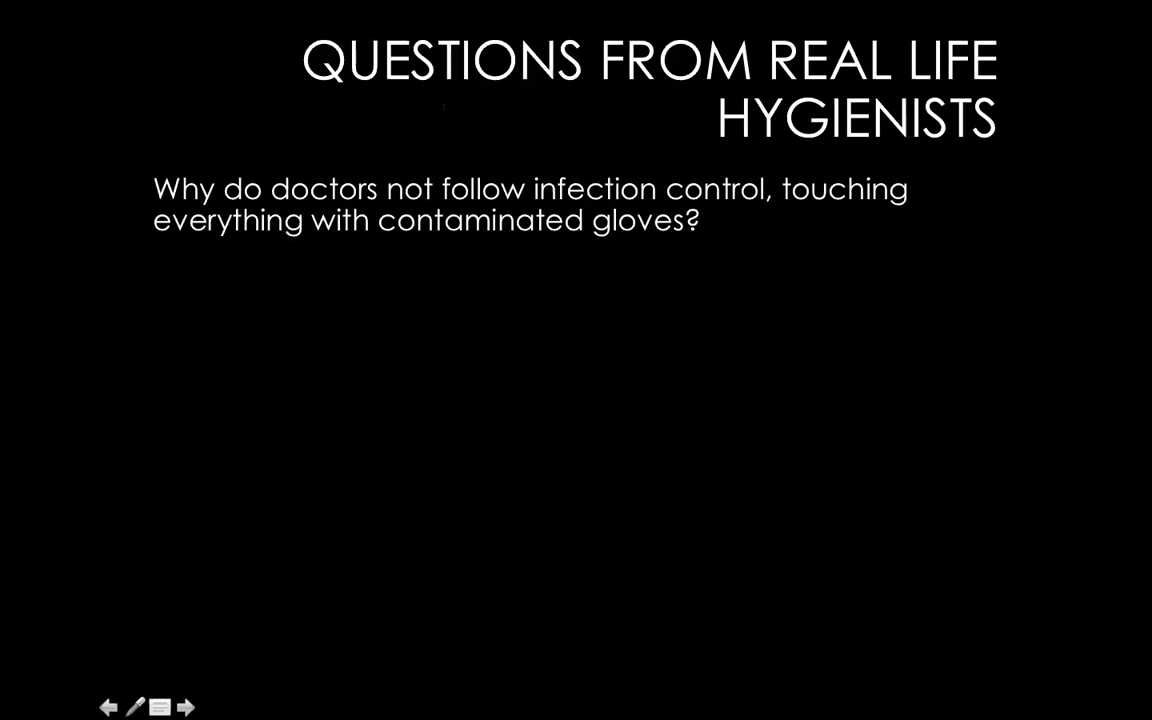 QUESTIONS FROM REAL LIFE
HYGIENISTS
Why do doctors not follow infection control, touching
everything with contaminated gloves?